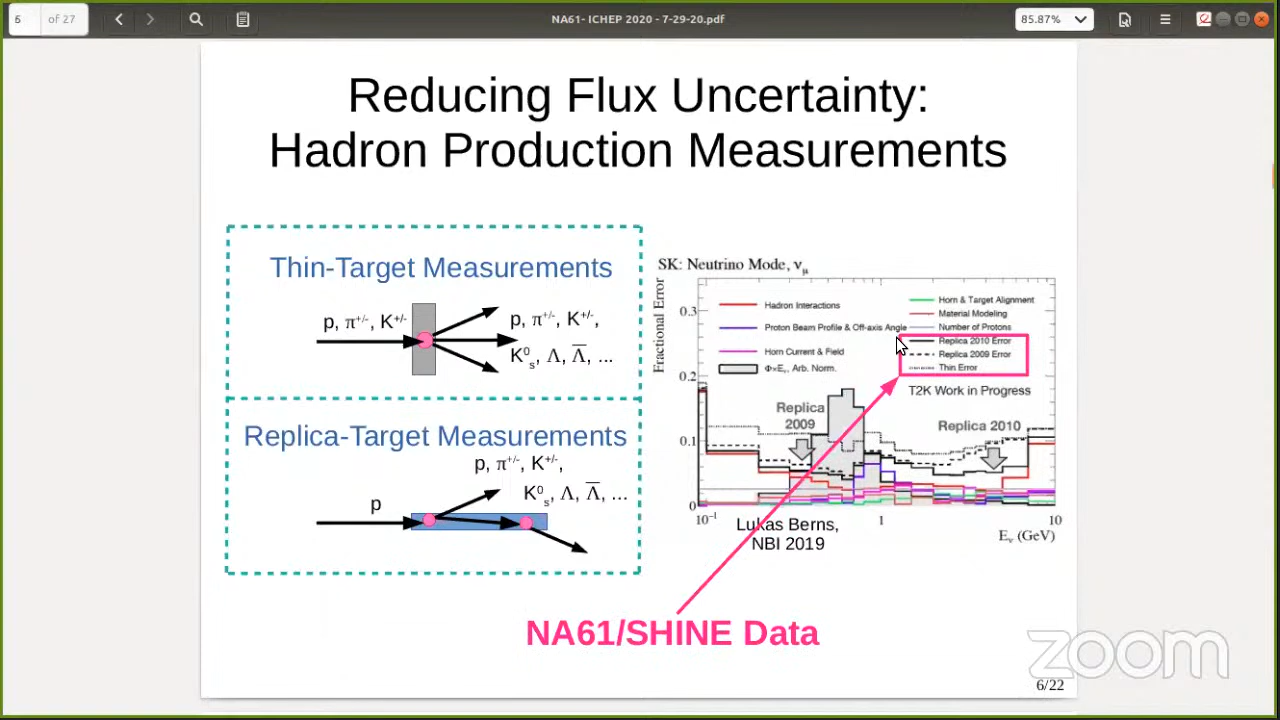 5 of 27
NA61- ICHEP 2020 - 7-29-20.pdf
85.87%
Reducing Flux Uncertainty:
Hadron Production Measurements
Thin-Target Measurements
p, π+/-, K+/-
p, π+/-, K+/-,
K0s, Λ, Λ̅, ...
Replica-Target Measurements
p
p, π+/-, K+/-,
K0s, Λ, Λ̅, ...
SK: Neutrino Mode, νμ
Fractional Error
0.3
0.2
0.1
0
Hadron Interactions
Proton Beam Profile & Off-axis Angle
Horn Current & Field
Φ×Eν, Arb. Norm.
Horn & Target Alignment
Material Modeling
Number of Protons
Replica 2010 Error
Replica 2009 Error
Thin Error
T2K Work in Progress
Replica
2009
Replica 2010
10-1
1
10
Eν (GeV)
Lukas Berns,
NBI 2019
NA61/SHINE Data
zoom
6/22